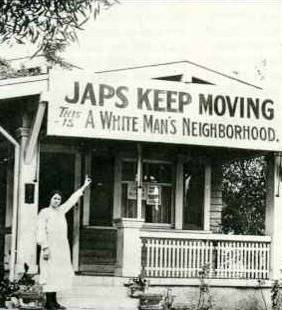 JAPS KEEP MOVING
THIS IS A WHITE MAN'S NEIGHBORHOOD.